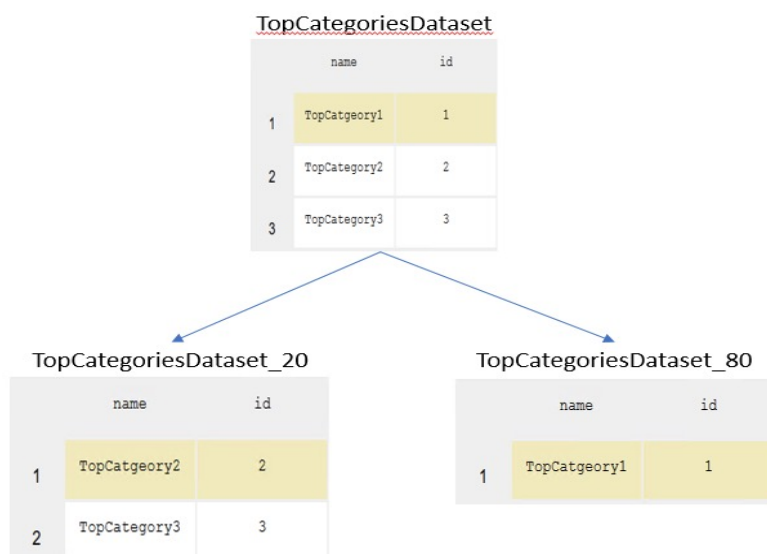 TopCategoriesDataset
name id
1 TopCatgeory1 1
2 TopCategory2 2
3 TopCategory3 3
TopCategoriesDataset_20
name id
1 TopCatgeory2 2
2 TopCategory3 3
TopCategoriesDataset_80
name id
1 TopCatgeory1 1